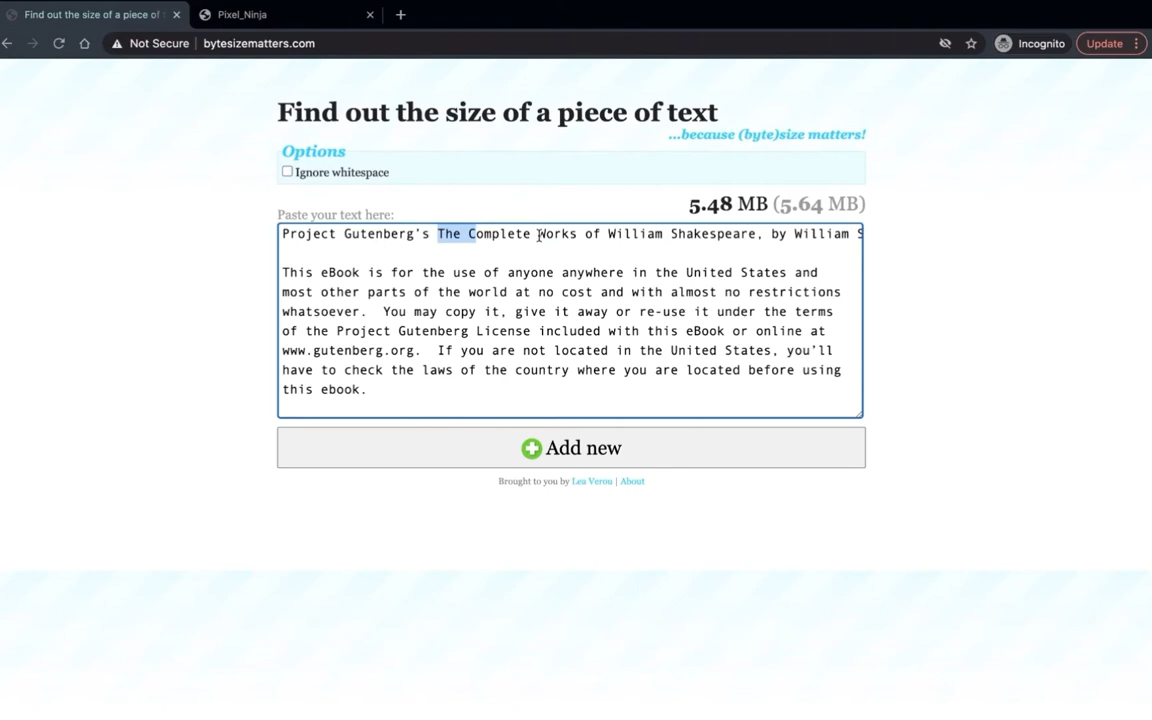 Find out the size of a piece of
Pixel_Ninja
Not Secure
bytesizematters.com
Incognito
Update
Find out the size of a piece of text
...because (byte)size matters!
Options
Ignore whitespace
5.48 MB (5.64 MB)
Paste your text here:
Project Gutenberg's The Complete Works of William Shakespeare, by William S
This eBook is for the use of anyone anywhere in the United States and
most other parts of the world at no cost and with almost no restrictions
whatsoever.  You may copy it, give it away or re-use it under the terms
of the Project Gutenberg License included with this eBook or online at
www.gutenberg.org.  If you are not located in the United States, you'll
have to check the laws of the country where you are located before using
this ebook.
Add new
Brought to you by Lea Verou | About